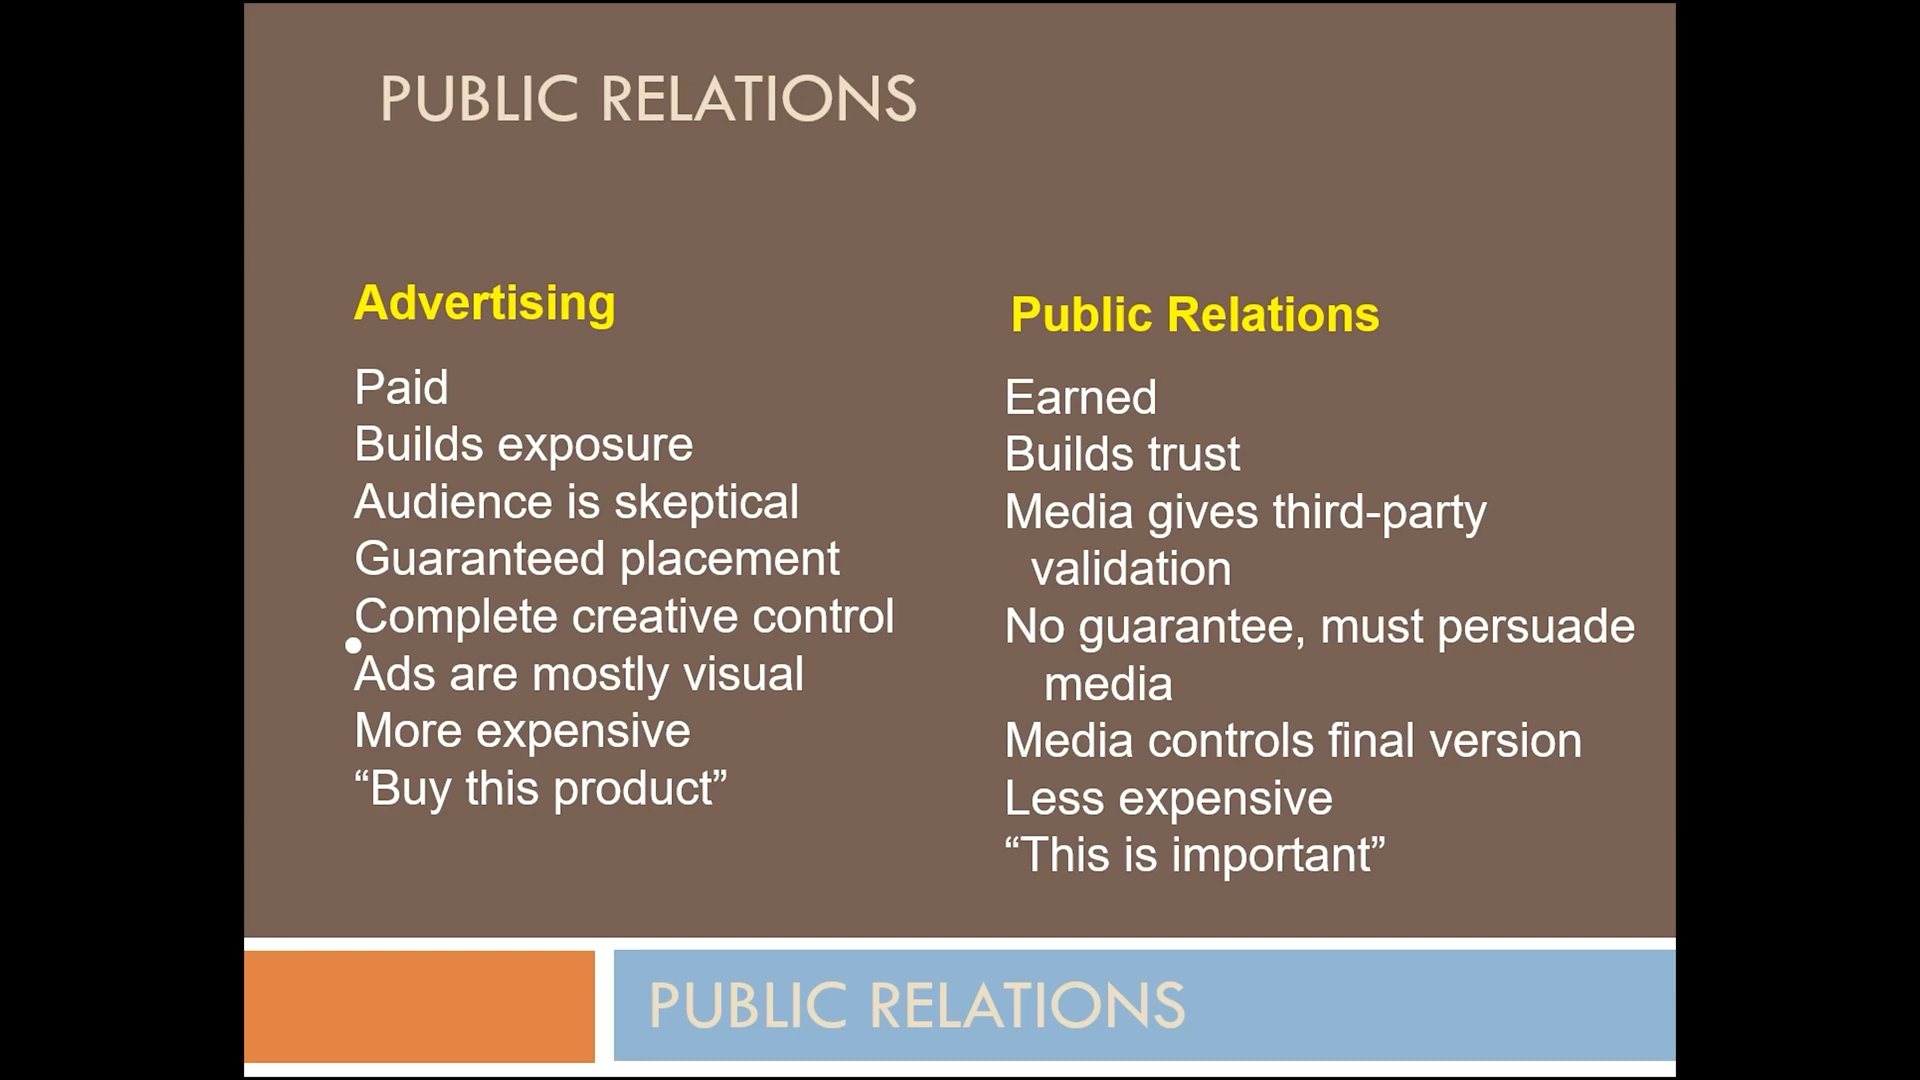 PUBLIC RELATIONS
Advertising
Paid
Builds exposure
Audience is skeptical
Guaranteed placement
Complete creative control
Ads are mostly visual
More expensive
“Buy this product”
Public Relations
Earned
Builds trust
Media gives third-party
validation
No guarantee, must persuade
media
Media controls final version
Less expensive
“This is important”
PUBLIC RELATIONS